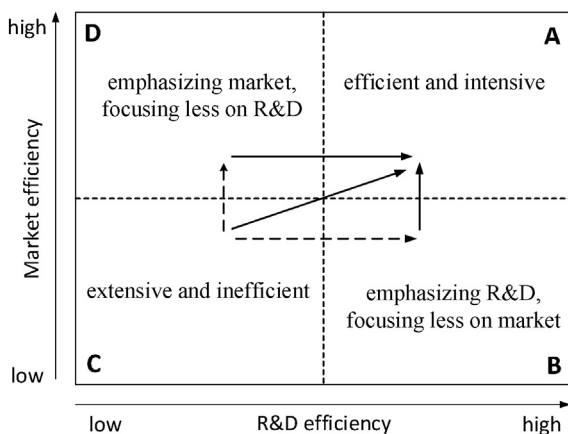 high
D
A
emphasizing market,
focusing less on R&D
efficient and intensive
Market efficiency
extensive and inefficient
emphasizing R&D,
focusing less on market
low
C
B
low
R&D efficiency
high